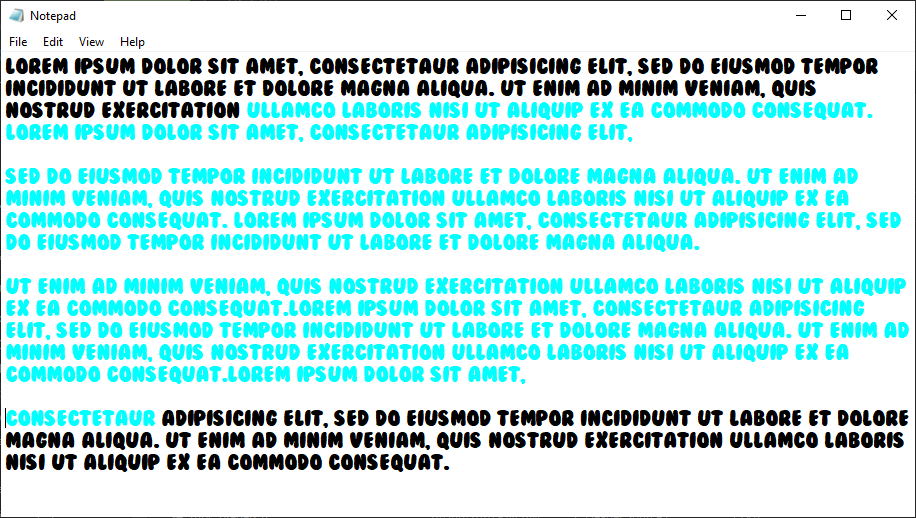 Notepad
File Edit View Help
LOREM IPSUM DOLOR SIT AMET, CONSECTETAUR ADIPISICING ELIT, SED DO EIUSMOD TEMPOR
INCIDIDUNT UT LABORE ET DOLORE MAGNA ALIQUA. UT ENIM AD MINIM VENIAM, QUIS
NOSTRUD EXERCITATION ULLAMCO LABORIS NISI UT ALIQUIP EX EA COMMODO CONSEQUAT.
LOREM IPSUM DOLOR SIT AMET, CONSECTETAUR ADIPISICING ELIT,
SED DO EIUSMOD TEMPOR INCIDIDUNT UT LABORE ET DOLORE MAGNA ALIQUA. UT ENIM AD
MINIM VENIAM, QUIS NOSTRUD EXERCITATION ULLAMCO LABORIS NISI UT ALIQUIP EX EA
COMMODO CONSEQUAT. LOREM IPSUM DOLOR SIT AMET, CONSECTETAUR ADIPISICING ELIT, SED
DO EIUSMOD TEMPOR INCIDIDUNT UT LABORE ET DOLORE MAGNA ALIQUA.
UT ENIM AD MINIM VENIAM, QUIS NOSTRUD EXERCITATION ULLAMCO LABORIS NISI UT ALIQUIP
EX EA COMMODO CONSEQUAT.LOREM IPSUM DOLOR SIT AMET, CONSECTETAUR ADIPISICING
ELIT, SED DO EIUSMOD TEMPOR INCIDIDUNT UT LABORE ET DOLORE MAGNA ALIQUA. UT ENIM AD
MINIM VENIAM, QUIS NOSTRUD EXERCITATION ULLAMCO LABORIS NISI UT ALIQUIP EX EA
COMMODO CONSEQUAT.LOREM IPSUM DOLOR SIT AMET,
CONSECTETAUR ADIPISICING ELIT, SED DO EIUSMOD TEMPOR INCIDIDUNT UT LABORE ET DOLORE
MAGNA ALIQUA. UT ENIM AD MINIM VENIAM, QUIS NOSTRUD EXERCITATION ULLAMCO LABORIS
NISI UT ALIQUIP EX EA COMMODO CONSEQUAT.